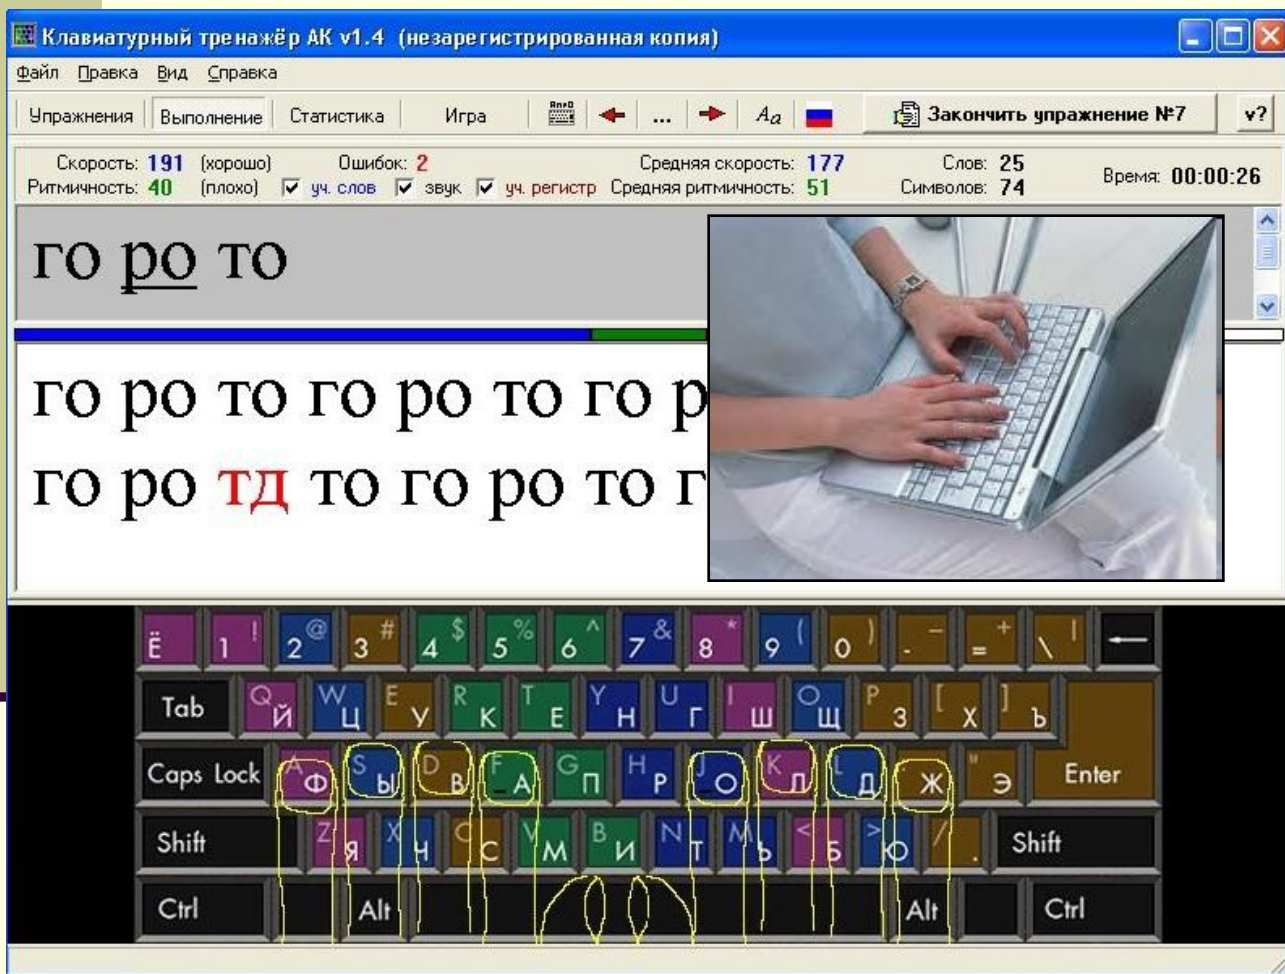 Клавиатурный тренажёр АК v1.4 (незарегистрированная копия)
Файл Правка Вид Справка
Упражнения Выполнение Статистика Игра ... Aa Закончить упражнение №7 v?
Скорость: 191 (хорошо) Ошибок: 2 Средняя скорость: 177 Слов: 25
Ритмичность: 40 (плохо) уч. слов звук уч. регистр Средняя ритмичность: 51 Символов: 74 Время: 00:00:26
го ро то
го ро то го ро то го р
го ро тд то го ро то г
Ё 1 ! 2 @ 3 # 4 $ 5 % 6 ^ 7 & 8 * 9 ( 0 ) - _ = + \ |
Tab Q Й W Ц E У R К T Е Y Н U Г I Ш O Щ P З [ Х ] Ъ
Caps Lock A Ф S Ы D В F А G П H Р J О K Л L Д Ж " Э Enter
Shift Z Я X Ч C С V М B И N Т M Ь < Б > Ю / . Shift
Ctrl Alt Alt Ctrl